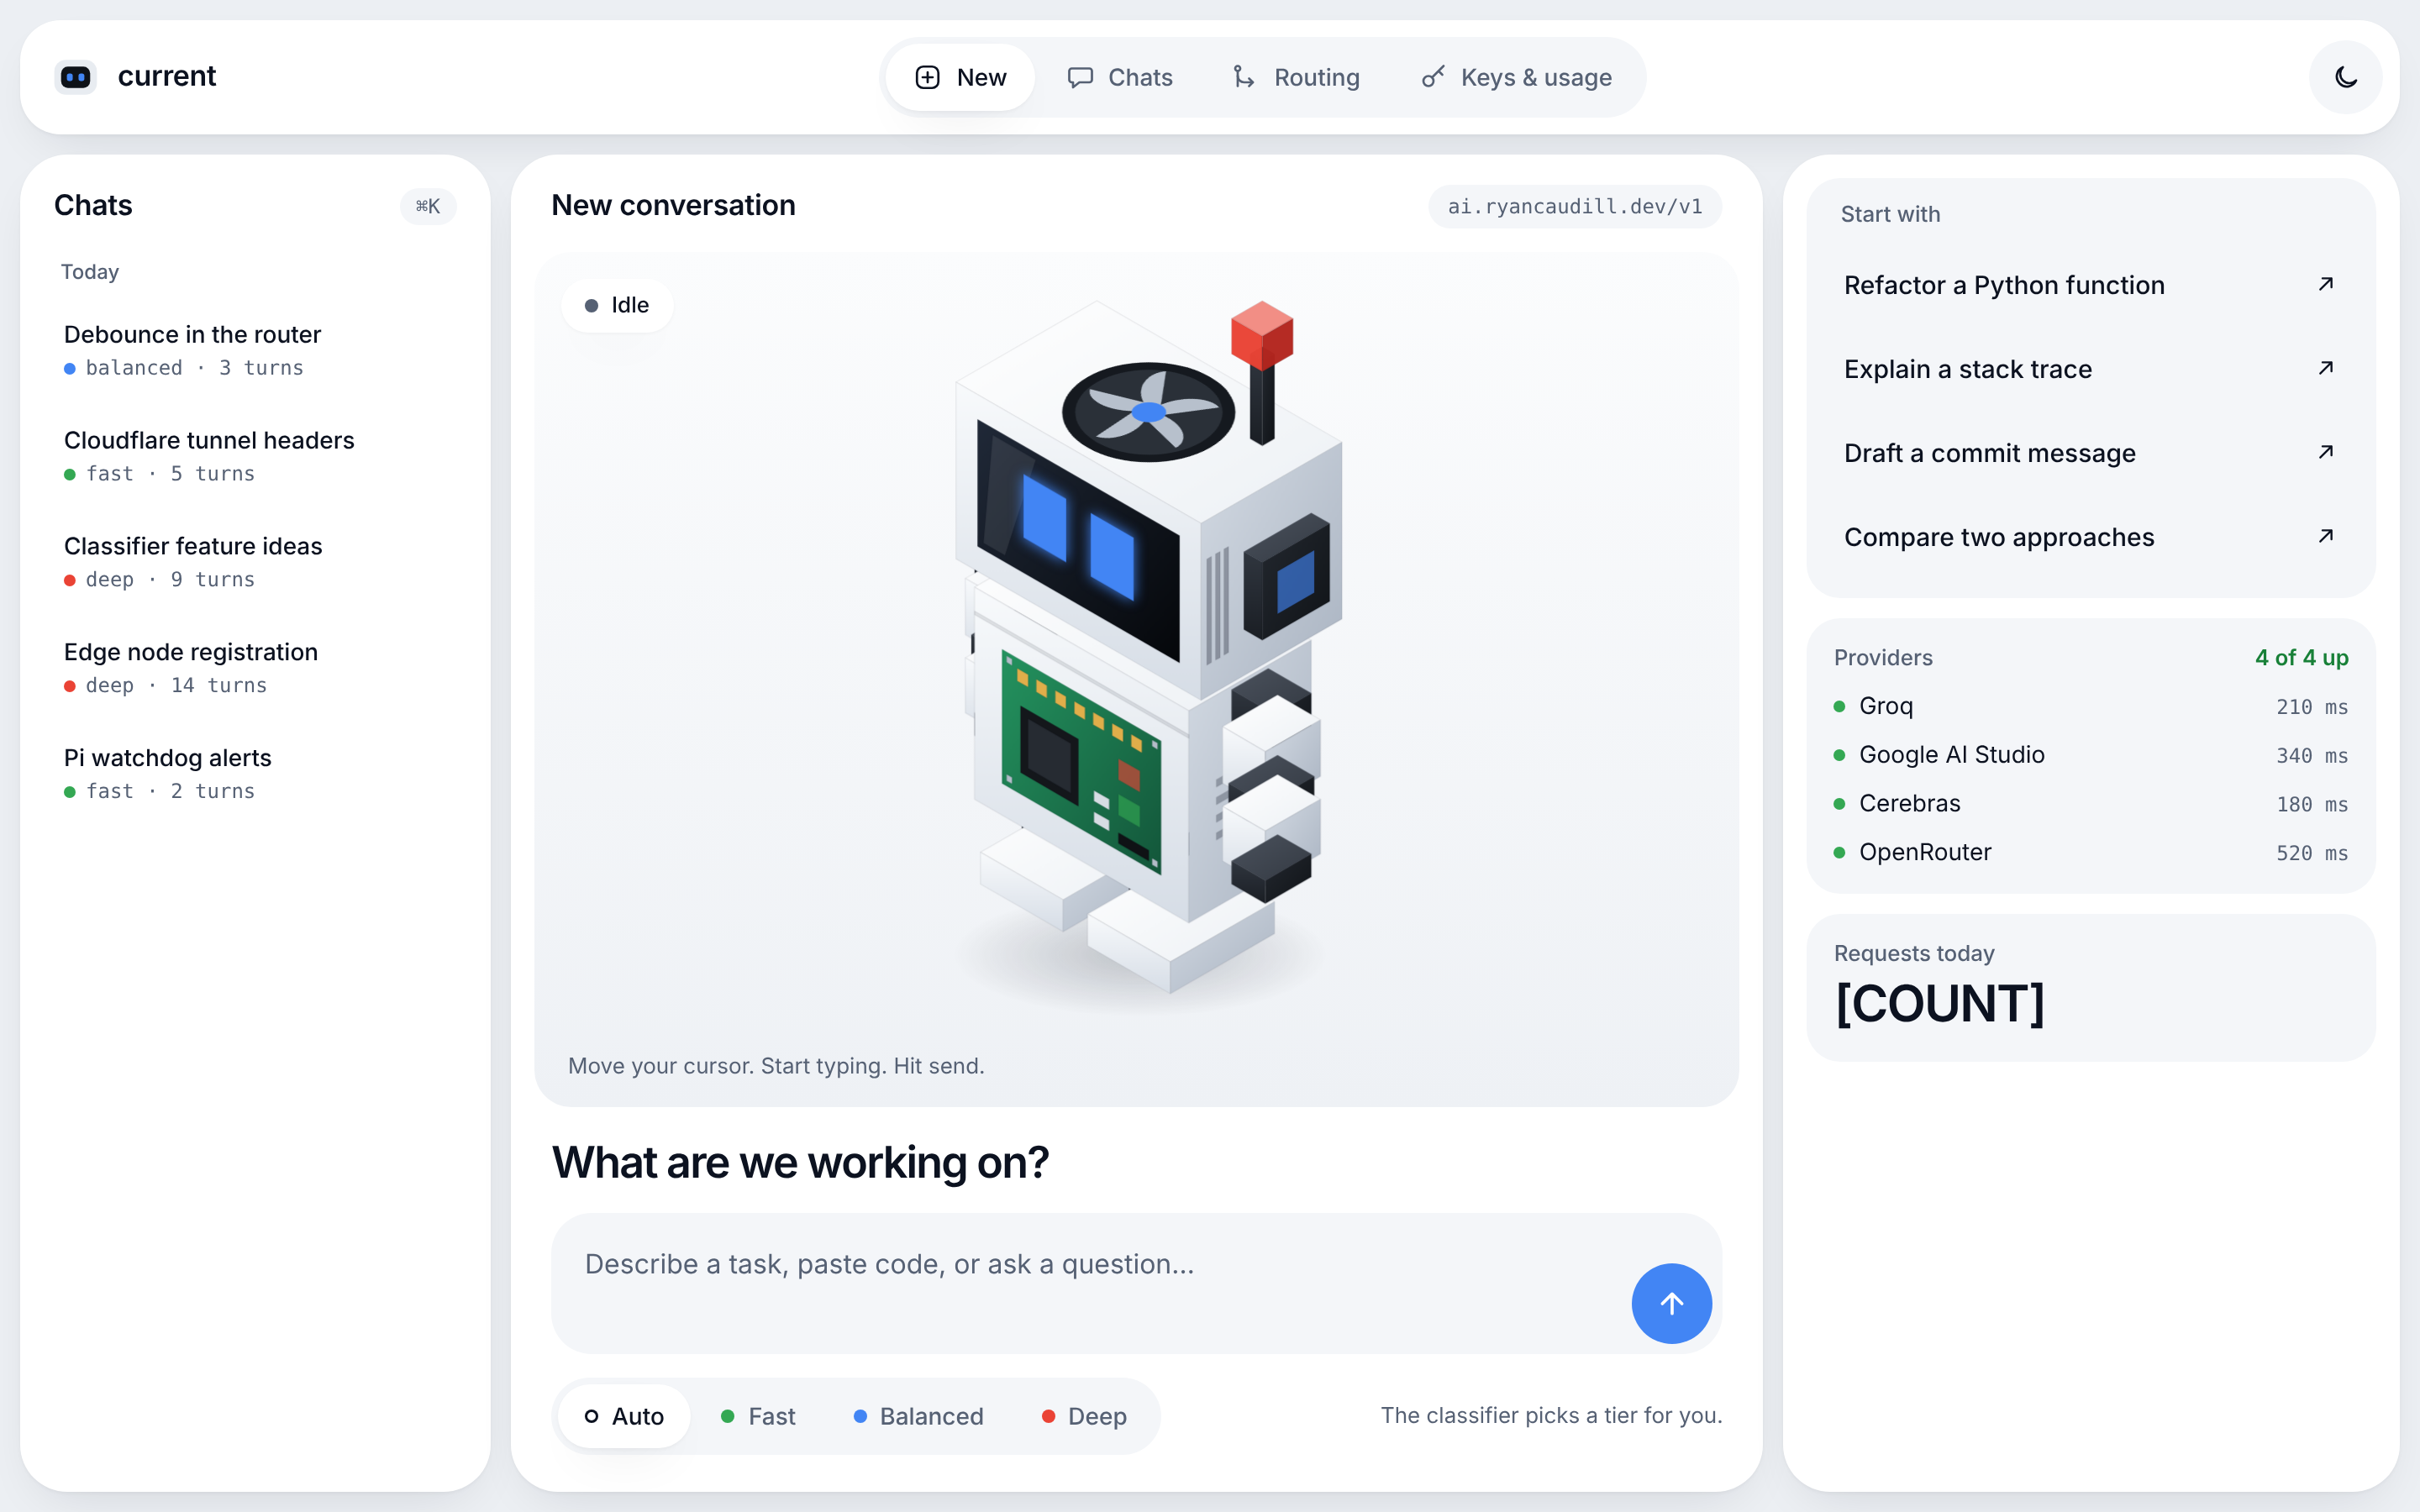 current
New
Chats
Routing
Keys & usage
Chats
⌘K
Today
Debounce in the router
balanced · 3 turns
Cloudflare tunnel headers
fast · 5 turns
Classifier feature ideas
deep · 9 turns
Edge node registration
deep · 14 turns
Pi watchdog alerts
fast · 2 turns
New conversation
ai.ryancaudill.dev/v1
Idle
Move your cursor. Start typing. Hit send.
What are we working on?
Describe a task, paste code, or ask a question...
Auto
Fast
Balanced
Deep
The classifier picks a tier for you.
Start with
Refactor a Python function
Explain a stack trace
Draft a commit message
Compare two approaches
Providers
4 of 4 up
Groq
210 ms
Google AI Studio
340 ms
Cerebras
180 ms
OpenRouter
520 ms
Requests today
[COUNT]